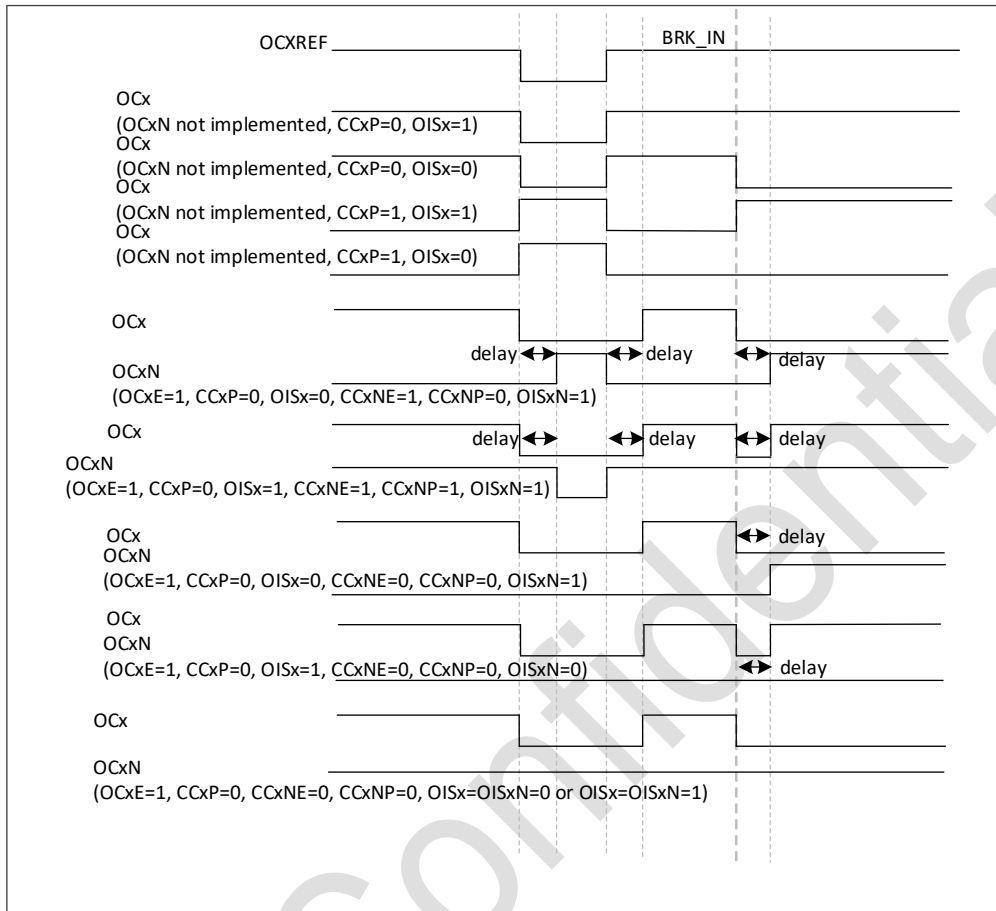 OCXREF
BRK_IN
OCx
(OCxN not implemented, CCxP=0, OISx=1)
OCx
(OCxN not implemented, CCxP=0, OISx=0)
OCx
(OCxN not implemented, CCxP=1, OISx=1)
OCx
(OCxN not implemented, CCxP=1, OISx=0)
OCx
delay delay delay
OCxN
(OCxE=1, CCxP=0, OISx=0, CCxNE=1, CCxNP=0, OISxN=1)
OCx
delay delay delay
OCxN
(OCxE=1, CCxP=0, OISx=1, CCxNE=1, CCxNP=1, OISxN=1)
OCx
delay
OCxN
(OCxE=1, CCxP=0, OISx=0, CCxNE=0, CCxNP=0, OISxN=1)
OCx
OCxN
(OCxE=1, CCxP=0, OISx=1, CCxNE=0, CCxNP=0, OISxN=0)
delay
OCx
OCxN
(OCxE=1, CCxP=0, CCxNE=0, CCxNP=0, OISx=OISxN=0 or OISx=OISxN=1)
Confidentia